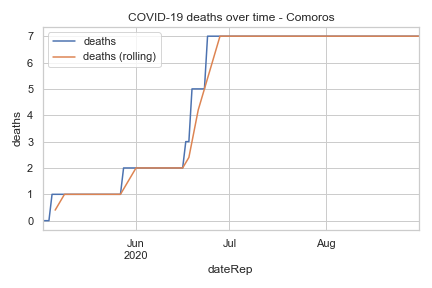 COVID-19 deaths over time - Comoros
deaths
deaths (rolling)
7
6
5
4
3
2
1
0
deaths
Jun
2020
Jul
Aug
dateRep